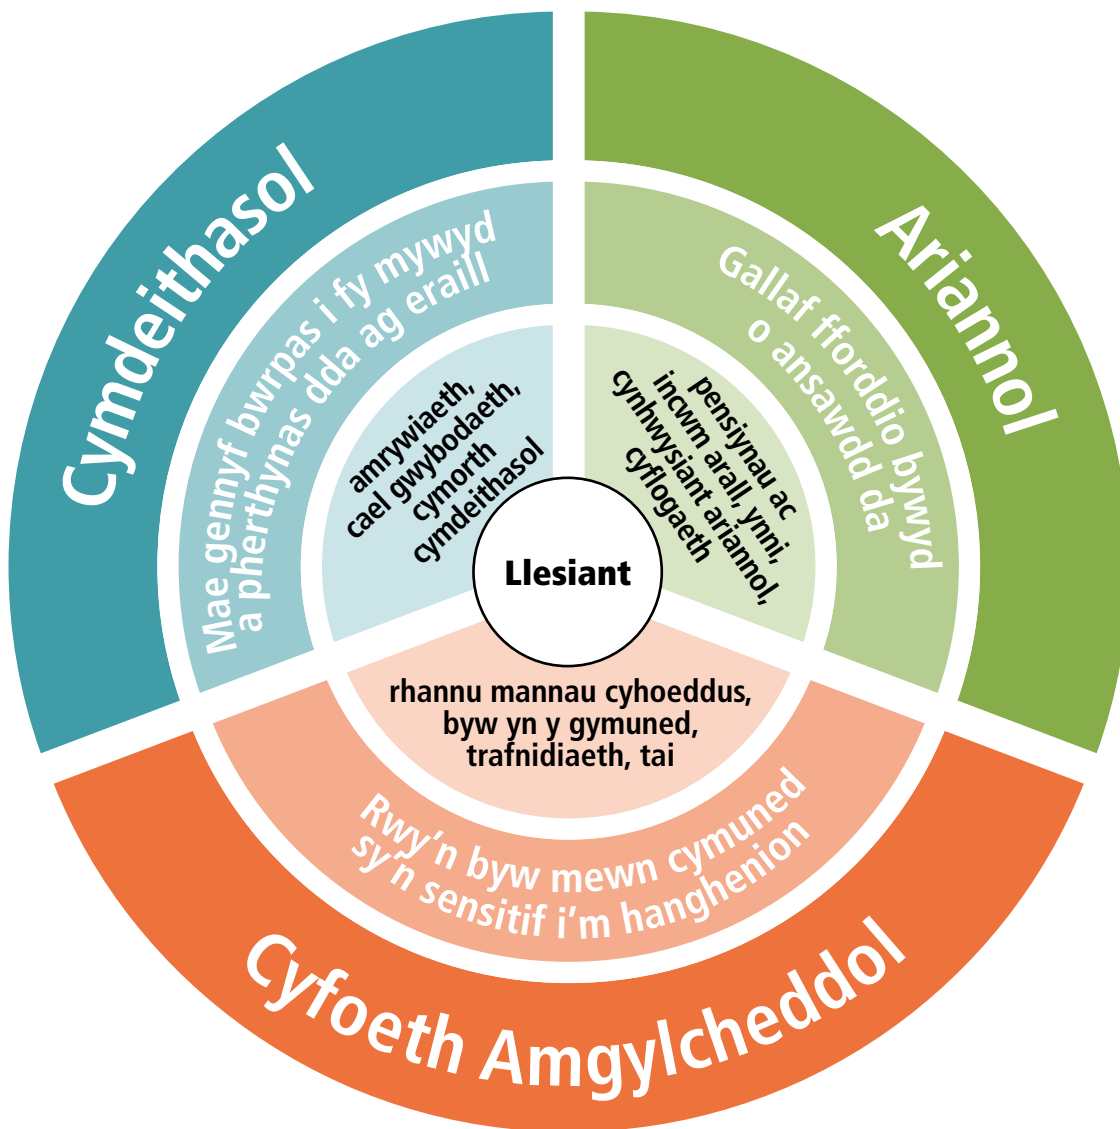 Cymdeithasol
Mae gennyf bwrpas i fy mywyd
a pherthynas dda ag eraill
amrywiaeth,
cael gwybodaeth,
cymorth
cymdeithasol
Ariannol
Gallaf fforddio bywyd
o ansawdd da
pensiynau ac
incwm arall, ynni,
cynhwysiant ariannol,
cyflogaeth
Llesiant
rhannu mannau cyhoeddus,
byw yn y gymuned,
trafnidiaeth, tai
Rwy'n byw mewn cymuned
sy'n sensitif i'm hanghenion
Cyfoeth Amgylcheddol